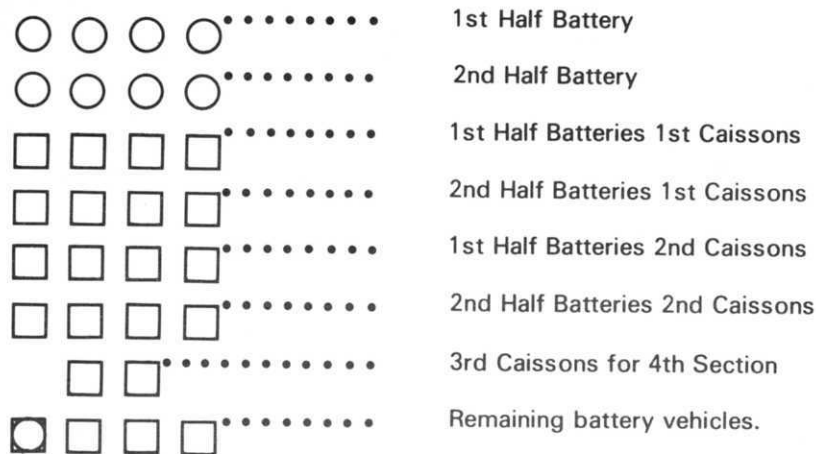 1st Half Battery
2nd Half Battery
1st Half Batteries 1st Caissons
2nd Half Batteries 1st Caissons
1st Half Batteries 2nd Caissons
2nd Half Batteries 2nd Caissons
3rd Caissons for 4th Section
Remaining battery vehicles.